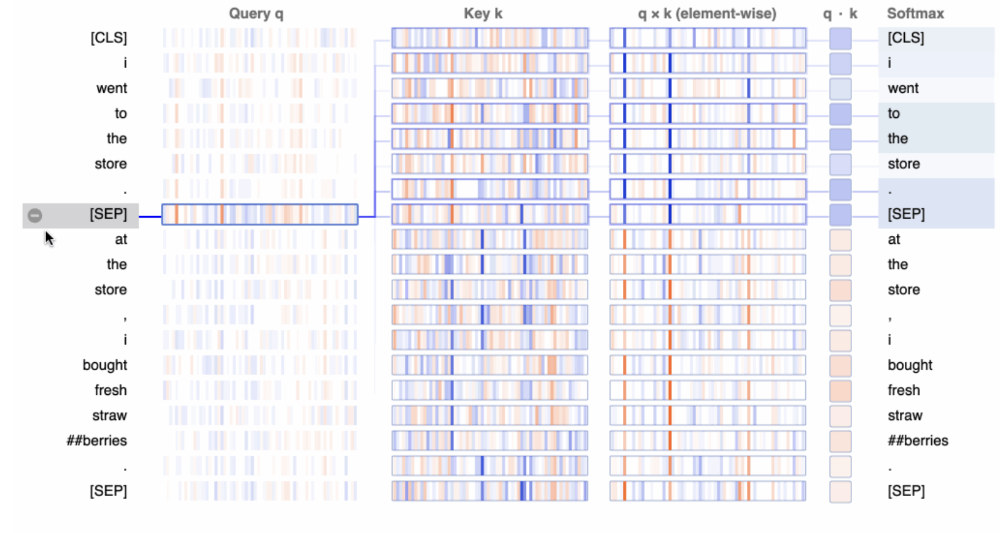 Query q Key k q × k (element-wise) q · k Softmax
[CLS] [CLS]
i i
went went
to to
the the
store store
. .
[SEP] [SEP]
at at
the the
store store
, ,
i i
bought bought
fresh fresh
straw straw
##berries ##berries
. .
[SEP] [SEP]